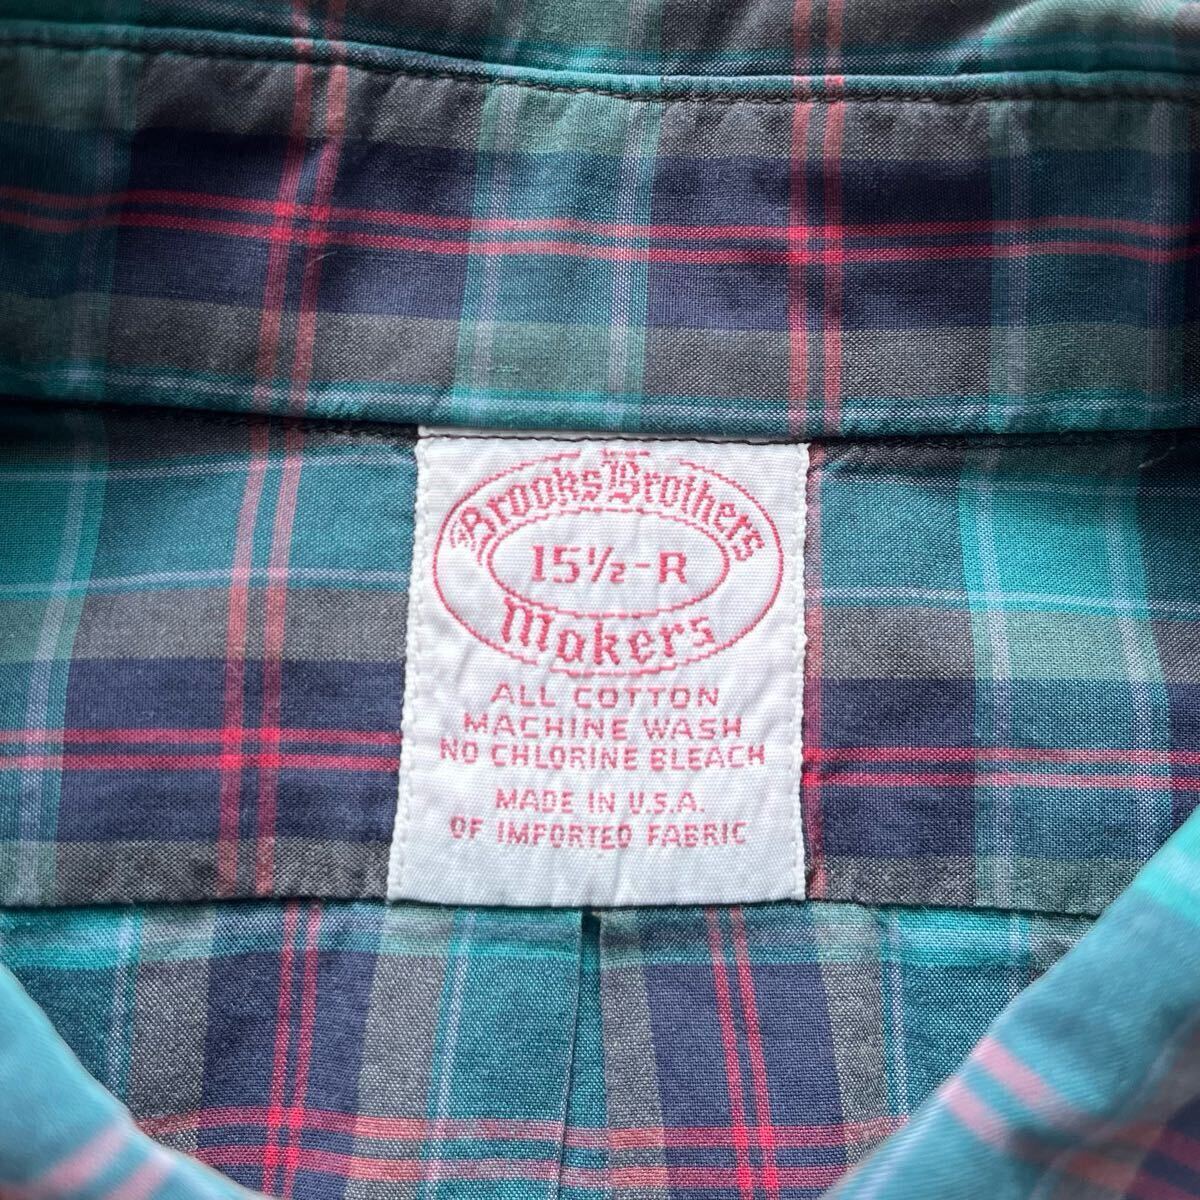 Brooks Brothers
15½-R
Makers
ALL COTTON
MACHINE WASH
NO CHLORINE BLEACH
MADE IN U.S.A.
OF IMPORTED FABRIC